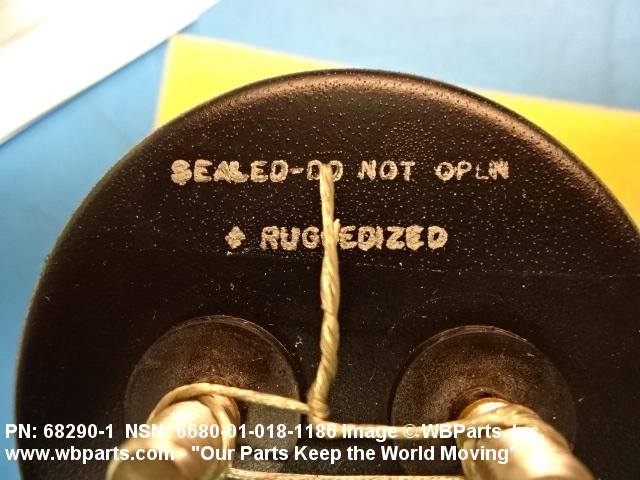 SEALED-DO NOT OPEN
+ RUGGEDIZED
PN: 68290-1 NSN: 6680-01-018-1186 Image © WBParts, Inc.
www.wbparts.com - "Our Parts Keep the World Moving"